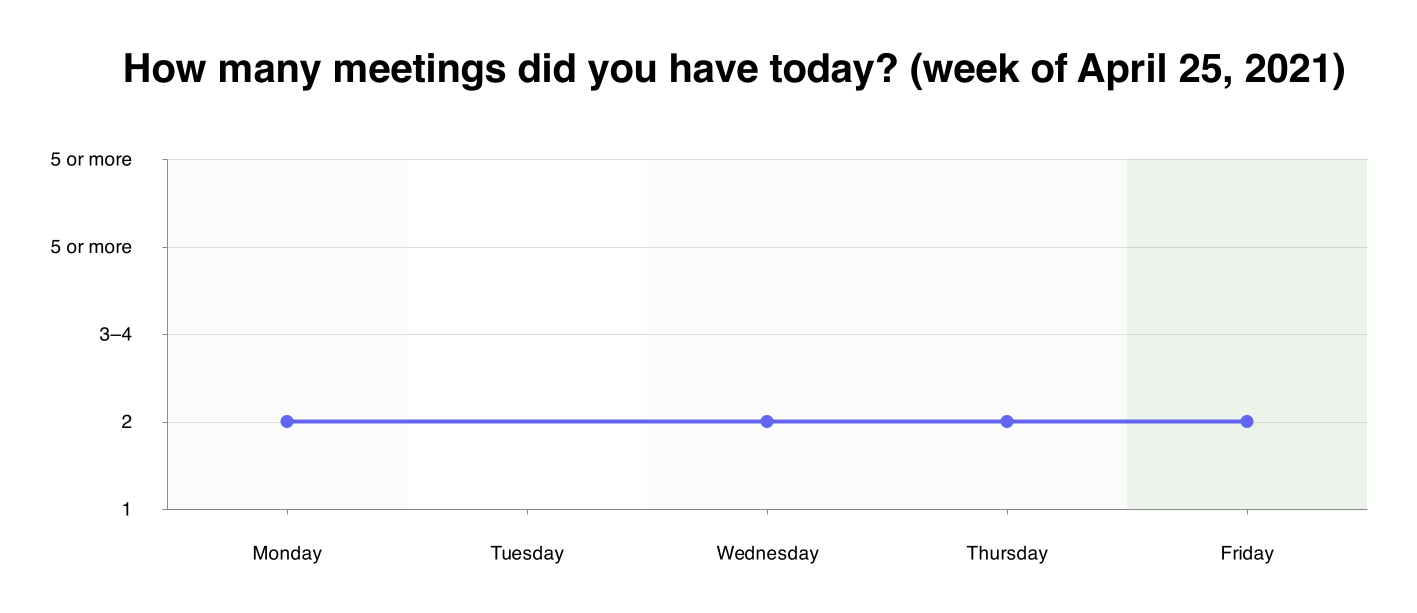 How many meetings did you have today? (week of April 25, 2021)
5 or more
5 or more
3–4
2
1
Monday Tuesday Wednesday Thursday Friday